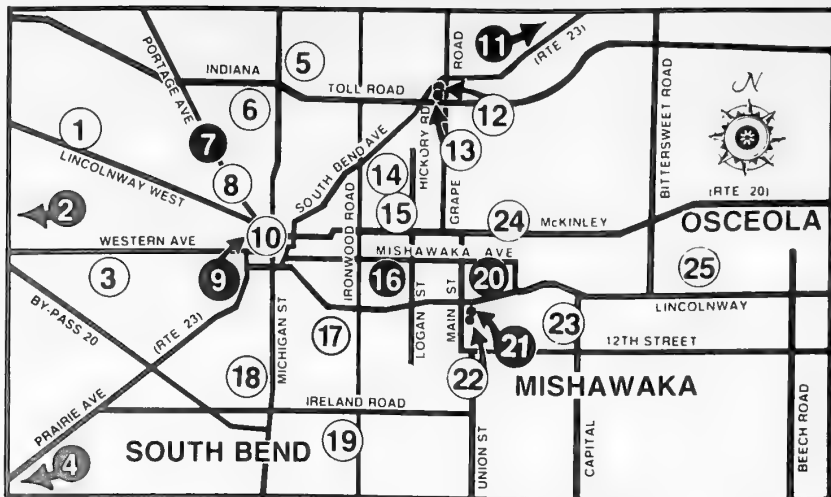 PORTAGE AVE
5
11
ROAD
(RTE 23)
INDIANA
TOLL ROAD
6
12
BITTERSWEET ROAD
N
1
7
HICKORY RD
13
LINCOLNWAY WEST
8
SOUTH BEND AVE
14
IRONWOOD ROAD
15
GRAPE
24
McKINLEY
(RTE 20)
OSCEOLA
2
10
WESTERN AVE
MISHAWAKA AVE
3
9
16
20
25
BY-PASS 20
(RTE 23)
MICHIGAN ST
17
LOGAN ST
MAIN ST
LINCOLNWAY
23
21
12TH STREET
18
22
MISHAWAKA
PRAIRIE AVE
IRELAND ROAD
SOUTH BEND
19
4
UNION ST
CAPITAL
BEECH ROAD